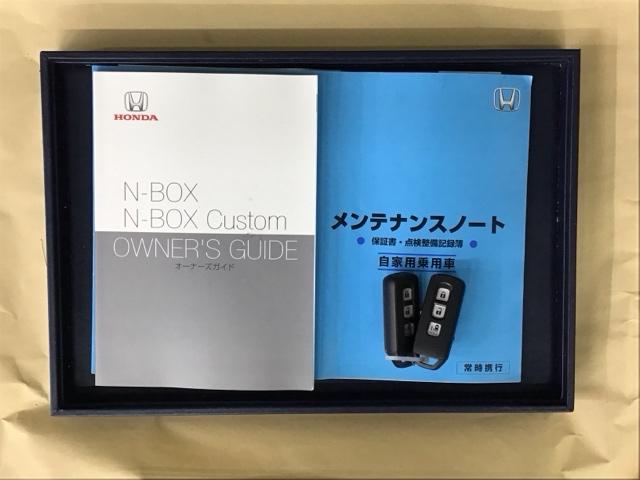 HONDA
N-BOX
N-BOX Custom
OWNER'S GUIDE
オーナーズガイド
メンテナンスノート
保証書・点検整備記録簿
自家用乗用車
常時携行